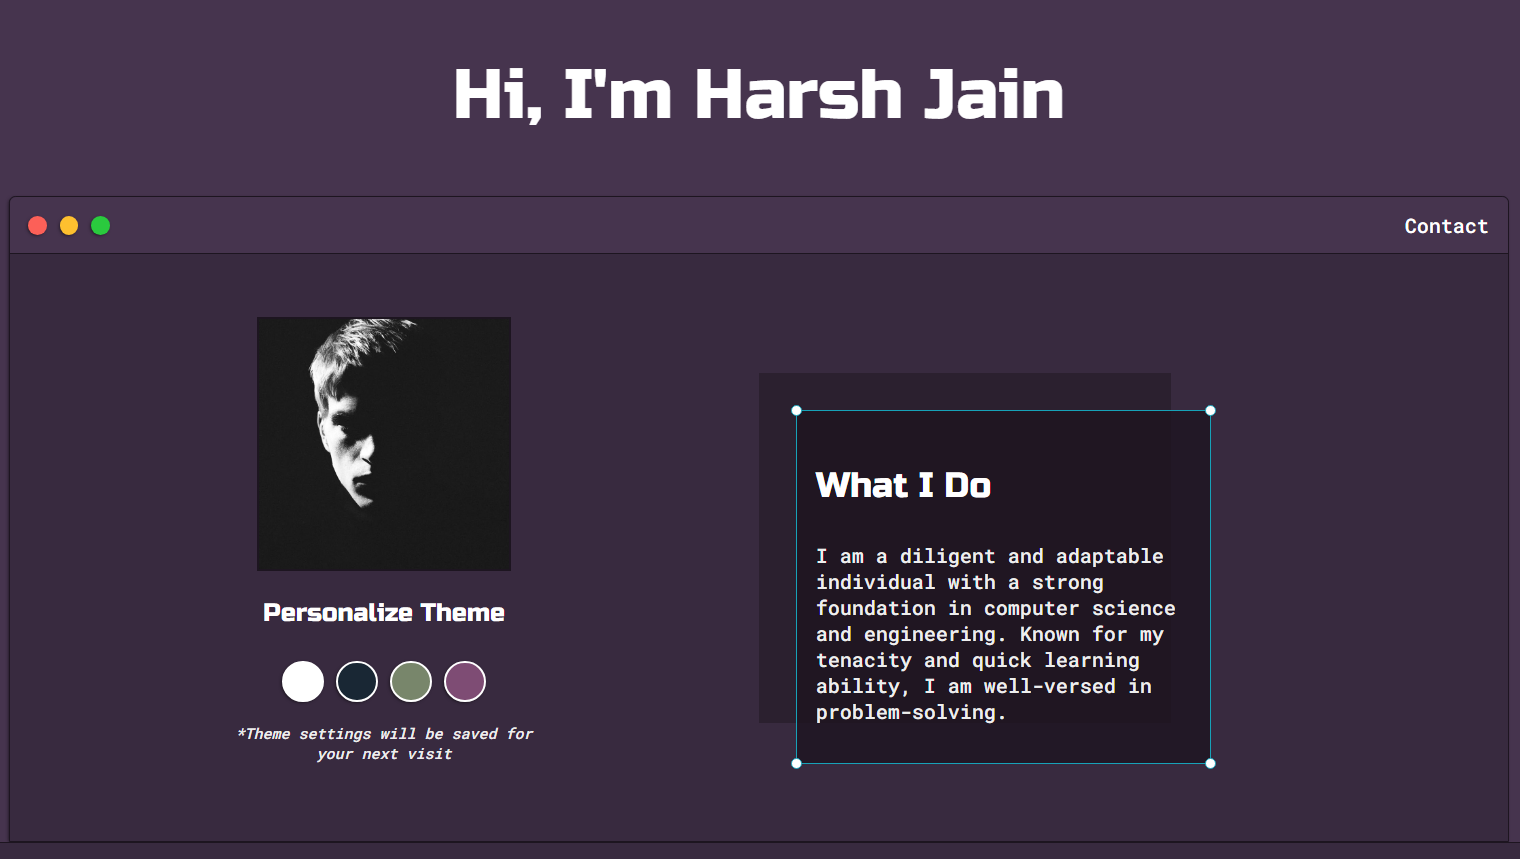 Hi, I'm Harsh Jain
Contact
Personalize Theme
*Theme settings will be saved for
your next visit
What I Do
I am a diligent and adaptable
individual with a strong
foundation in computer science
and engineering. Known for my
tenacity and quick learning
ability, I am well-versed in
problem-solving.